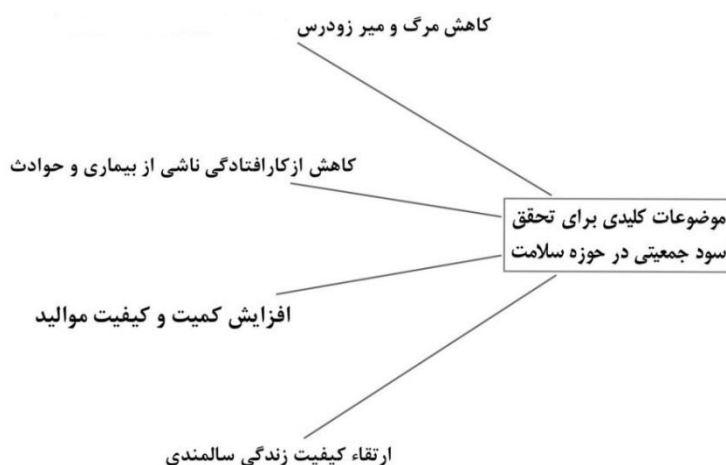 کاهش مرگ و میر زودرس
کاهش ازکارافتادگی ناشی از بیماری و حوادث
موضوعات کلیدی برای تحقق
سود جمعیتی در حوزه سلامت
افزایش کمیت و کیفیت موالید
ارتقاء کیفیت زندگی سالمندی